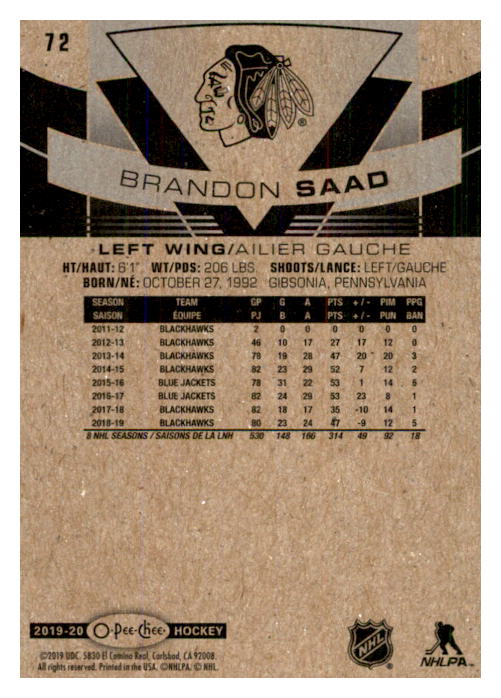 72
BRANDON SAAD
LEFT WING/AILIER GAUCHE
HT/HAUT: 6'1" WT/PDS: 206 LBS. SHOOTS/LANCE: LEFT/GAUCHE
BORN/NÉ: OCTOBER 27, 1992 GIBSONIA, PENNSYLVANIA
SEASON TEAM GP G A PTS +/- PIM PPG
SAISON ÉQUIPE PJ B A PTS +/- PUN BAN
2011-12 BLACKHAWKS 2 0 0 0 0 0 0
2012-13 BLACKHAWKS 46 10 17 27 17 12 0
2013-14 BLACKHAWKS 78 19 28 47 20 20 3
2014-15 BLACKHAWKS 82 23 29 52 7 12 2
2015-16 BLUE JACKETS 78 31 22 53 1 14 5
2016-17 BLUE JACKETS 82 24 29 53 23 8 1
2017-18 BLACKHAWKS 82 18 17 35 -10 14 1
2018-19 BLACKHAWKS 80 23 24 47 -9 12 5
8 NHL SEASONS / SAISONS DE LA LNH 530 148 166 314 49 92 18
2019-20 O-Pee-Chee HOCKEY
©2019 UDC. 5830 El Camino Real, Carlsbad, CA 92008.
All rights reserved. Printed in the USA. ©NHLPA. © NHL.
NHL
NHLPA